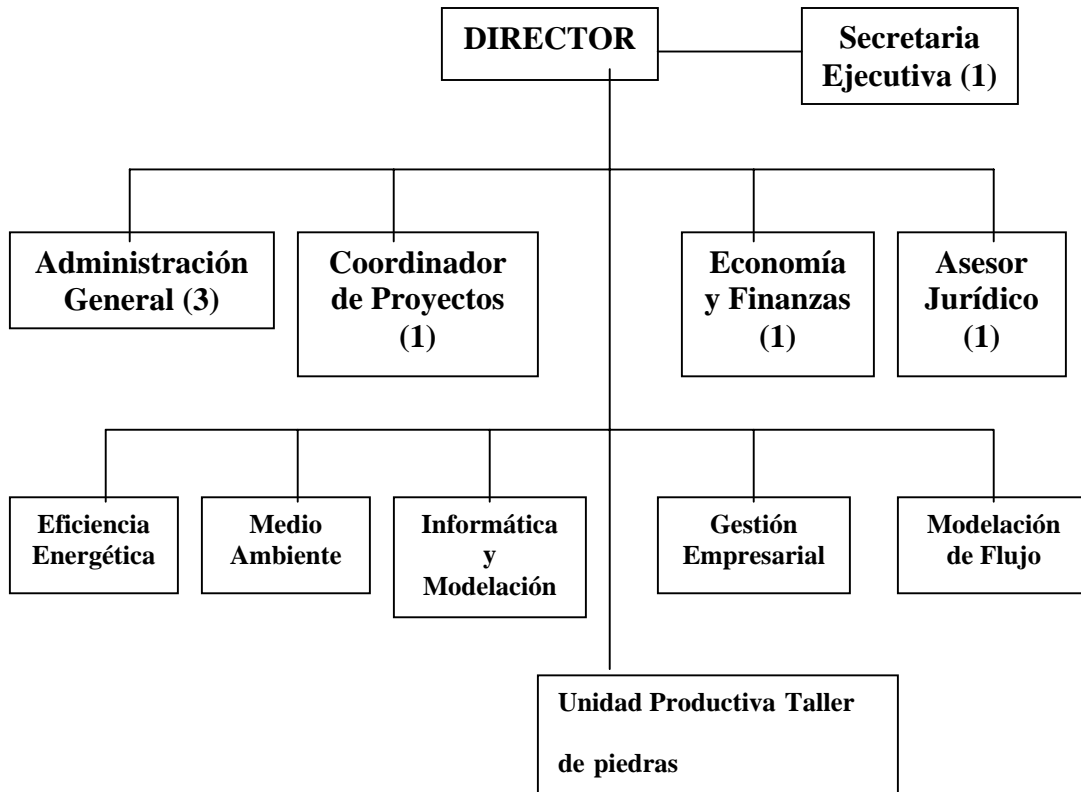 DIRECTOR
Secretaria
Ejecutiva (1)
Administración
General (3)
Coordinador
de Proyectos
(1)
Economía
y Finanzas
(1)
Asesor
Jurídico
(1)
Eficiencia
Energética
Medio
Ambiente
Informática
y
Modelación
Gestión
Empresarial
Modelación
de Flujo
Unidad Productiva Taller
de piedras